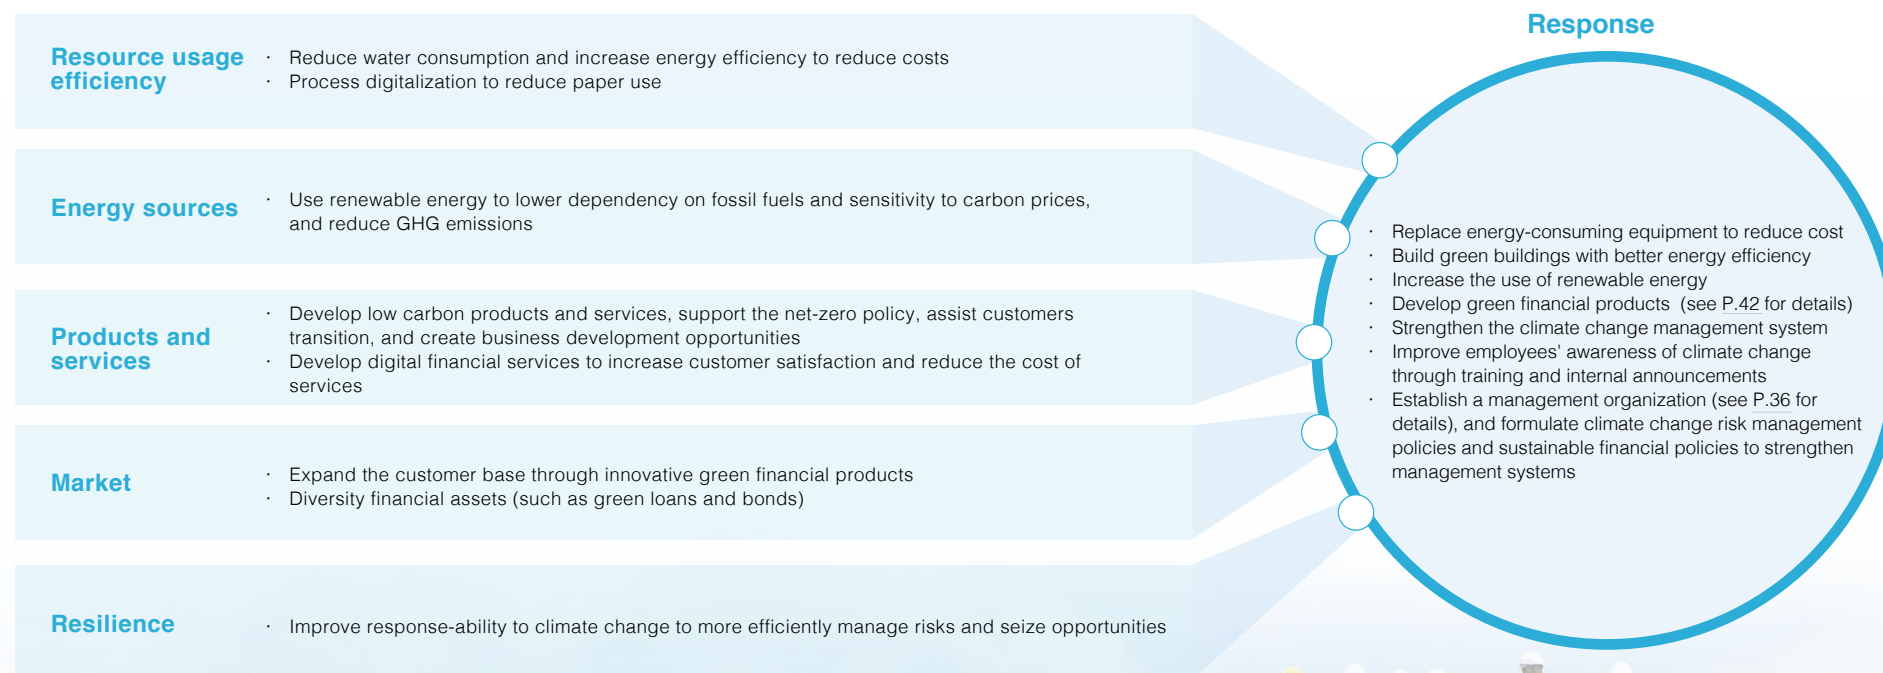 Resource usage
efficiency
· Reduce water consumption and increase energy efficiency to reduce costs
· Process digitalization to reduce paper use
Energy sources
· Use renewable energy to lower dependency on fossil fuels and sensitivity to carbon prices,
and reduce GHG emissions
Products and
services
· Develop low carbon products and services, support the net-zero policy, assist customers
transition, and create business development opportunities
· Develop digital financial services to increase customer satisfaction and reduce the cost of
services
Market
· Expand the customer base through innovative green financial products
· Diversity financial assets (such as green loans and bonds)
Resilience
· Improve response-ability to climate change to more efficiently manage risks and seize opportunities
Response
· Replace energy-consuming equipment to reduce cost
· Build green buildings with better energy efficiency
· Increase the use of renewable energy
· Develop green financial products (see P.42 for details)
· Strengthen the climate change management system
· Improve employees' awareness of climate change
through training and internal announcements
· Establish a management organization (see P.36 for
details), and formulate climate change risk management
policies and sustainable financial policies to strengthen
management systems